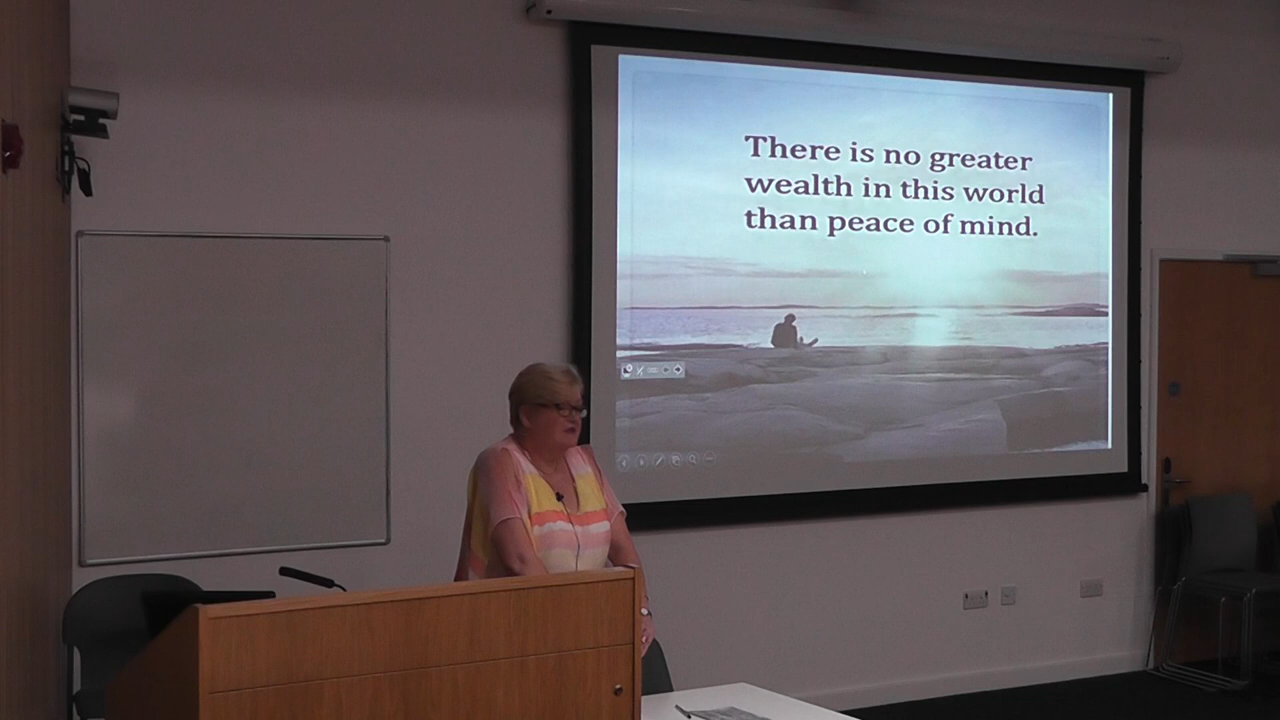 There is no greater
wealth in this world
than peace of mind.